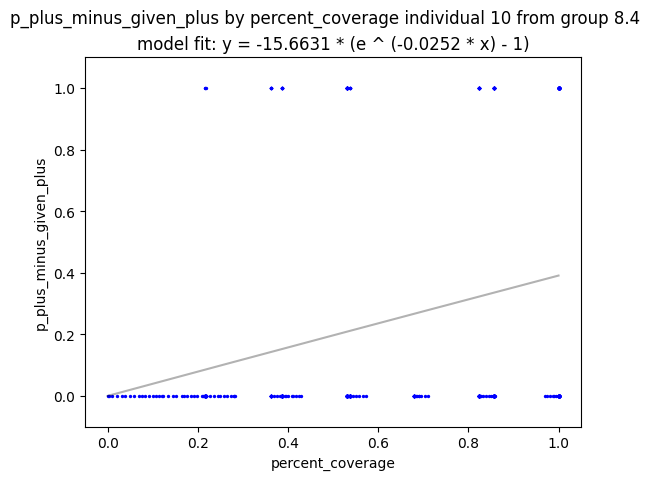 p_plus_minus_given_plus by percent_coverage individual 10 from group 8.4
model fit: y = -15.6631 * (e ^ (-0.0252 * x) - 1)
1.0
0.8
0.6
0.4
0.2
0.0
p_plus_minus_given_plus
0.0 0.2 0.4 0.6 0.8 1.0
percent_coverage